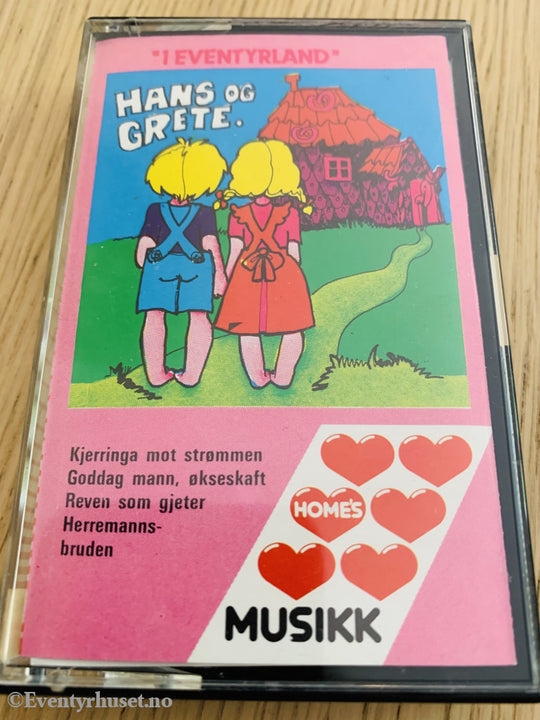 "I EVENTYRLAND"
HANS OG
GRETE.
Kjerringa mot strømmen
Goddag mann, økseskaft
Reven som gjeter
Herremanns-
bruden
HOME'S
MUSIKK
©Eventyrhuset.no